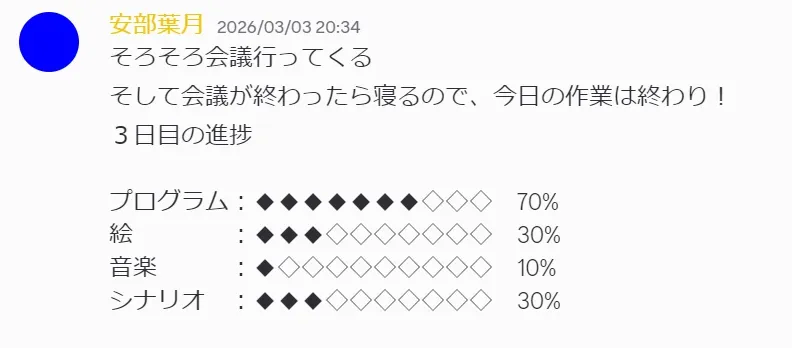 安部葉月 2026/03/03 20:34
そろそろ会議行ってくる
そして会議が終わったら寝るので、今日の作業は終わり！
３日目の進捗
プログラム：◆◆◆◆◆◆◆◇◇◇ 70%
絵　　　　：◆◆◆◇◇◇◇◇◇◇ 30%
音楽　　　：◆◇◇◇◇◇◇◇◇◇ 10%
シナリオ　：◆◆◆◇◇◇◇◇◇◇ 30%